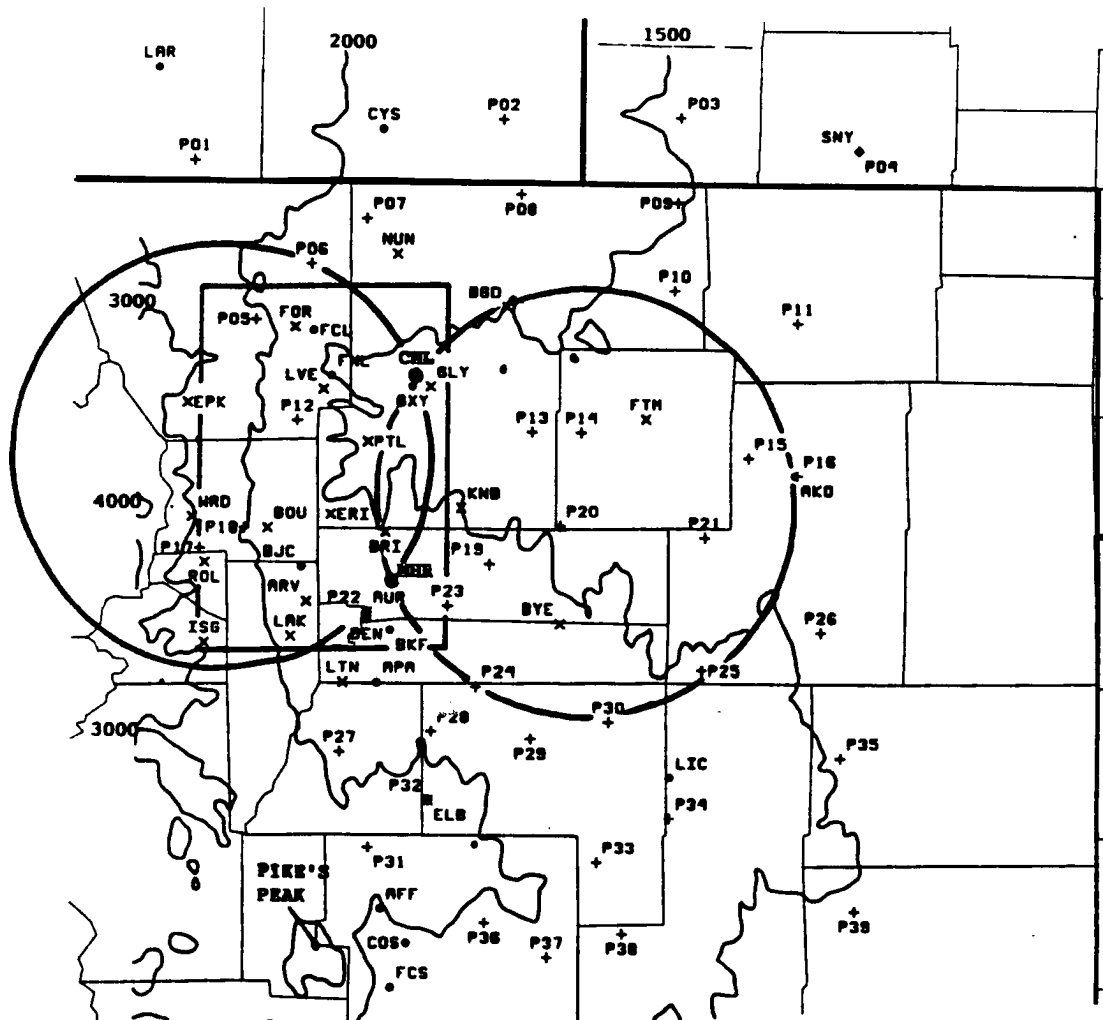 2000
1500
LAR
CYS
P02
P03
SNY
P04
P01
P07
P08
P09
NUN
P06
P10
3000
BGD
P11
P05
FOR
FCL
CHL
GLY
LVE
GXY
EPK
P12
P13
P14
FTM
PTL
P15
P16
AKO
4000
WRD
P18
BOU
ERI
KNB
P20
P21
P17
BJC
BRI
P19
ROL
ARV
P22
AUR
P23
ISG
LAK
DEN
BKF
BYE
P26
LTN
APA
P24
P25
3000
P27
P28
P29
P30
P35
P32
ELB
LIC
P34
P31
P33
PIKE'S
PEAK
AFF
COS
FCS
P36
P37
P38
P39